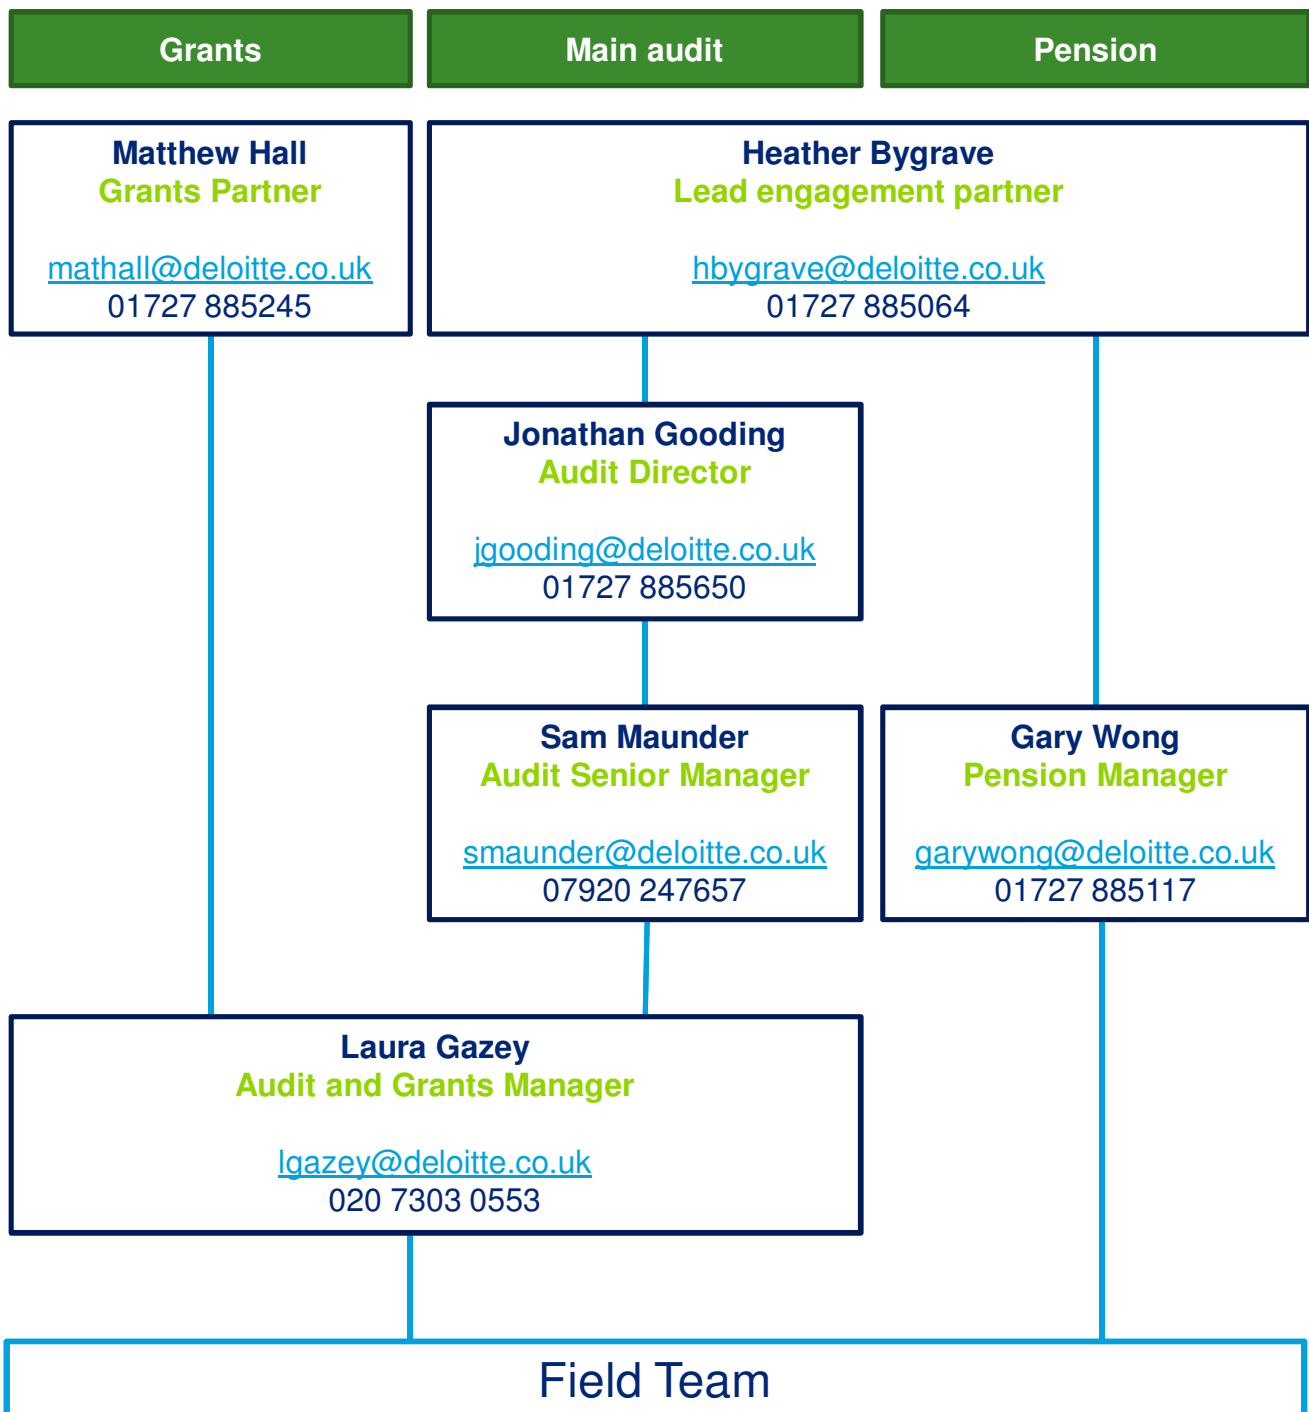 Grants
Main audit
Pension
Matthew Hall
Grants Partner
mathall@deloitte.co.uk
01727 885245
Heather Bygrave
Lead engagement partner
hbygrave@deloitte.co.uk
01727 885064
Jonathan Gooding
Audit Director
jgooding@deloitte.co.uk
01727 885650
Sam Maunder
Audit Senior Manager
smaunder@deloitte.co.uk
07920 247657
Gary Wong
Pension Manager
garywong@deloitte.co.uk
01727 885117
Laura Gazey
Audit and Grants Manager
lgazey@deloitte.co.uk
020 7303 0553
Field Team